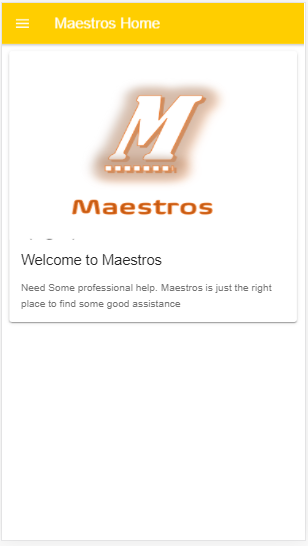 Maestros Home
M
Maestros
Welcome to Maestros
Need Some professional help. Maestros is just the right
place to find some good assistance